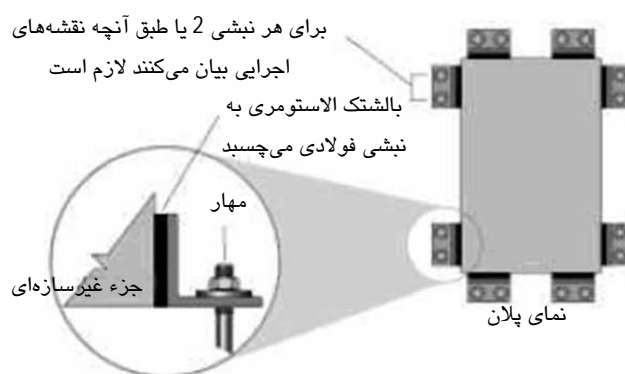 برای هر نبشی 2 یا طبق آنچه نقشه‌های
اجرایی بیان می‌کنند لازم است
بالشتک الاستومری به
نبشی فولادی می‌چسبد
مهار
جزء غیرسازه‌ای
نمای پلان